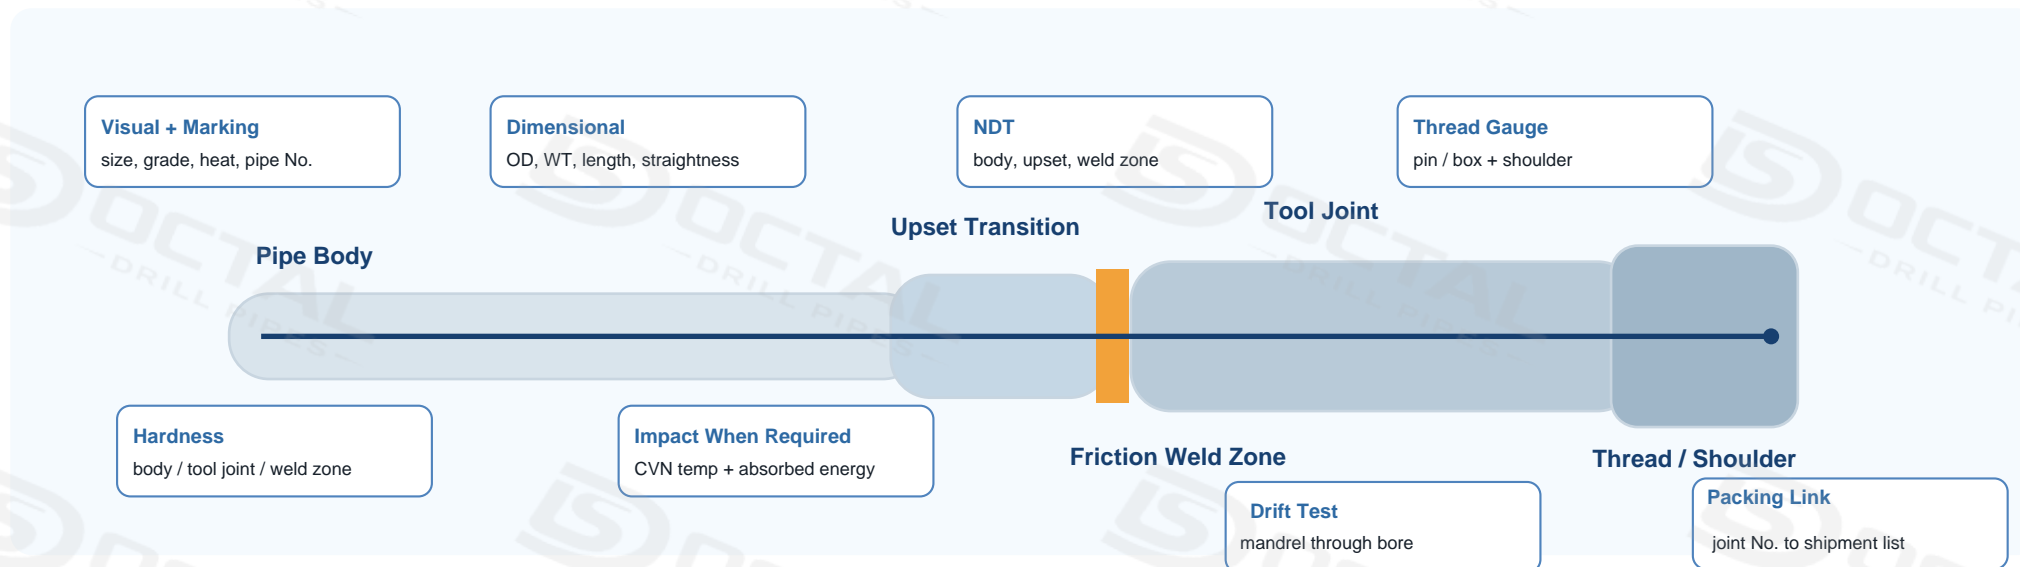 Visual + Marking
size, grade, heat, pipe No.
Dimensional
OD, WT, length, straightness
NDT
body, upset, weld zone
Thread Gauge
pin / box + shoulder
Pipe Body
Upset Transition
Tool Joint
Hardness
body / tool joint / weld zone
Impact When Required
CVN temp + absorbed energy
Friction Weld Zone
Thread / Shoulder
Drift Test
mandrel through bore
Packing Link
joint No. to shipment list
OCTAL
DRILL PIPES